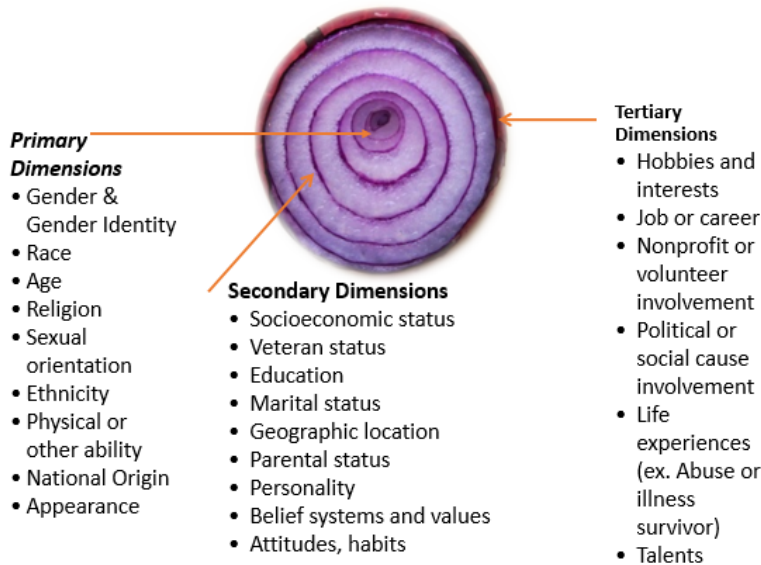 Primary
Dimensions
• Gender &
Gender Identity
• Race
• Age
• Religion
• Sexual
orientation
• Ethnicity
• Physical or
other ability
• National Origin
• Appearance
Secondary Dimensions
• Socioeconomic status
• Veteran status
• Education
• Marital status
• Geographic location
• Parental status
• Personality
• Belief systems and values
• Attitudes, habits
Tertiary
Dimensions
• Hobbies and
interests
• Job or career
• Nonprofit or
volunteer
involvement
• Political or
social cause
involvement
• Life
experiences
(ex. Abuse or
illness
survivor)
• Talents